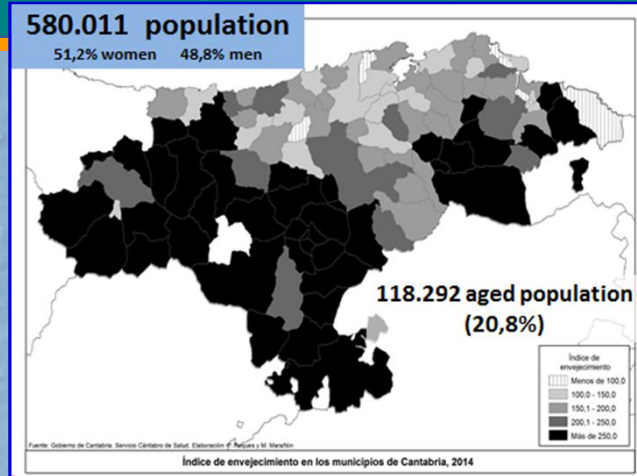 580.011 population
51,2% women 48,8% men
118.292 aged population
(20,8%)
Índice de
envejecimiento
Menos de 100,0
100,0 - 150,0
150,1 - 200,0
200,1 - 250,0
Más de 250,0
Fuente: Gobierno de Cantabria. Servicio Cántabro de Salud. Elaboración: P. Reques y M. Marañón
Índice de envejecimiento en los municipios de Cantabria, 2014